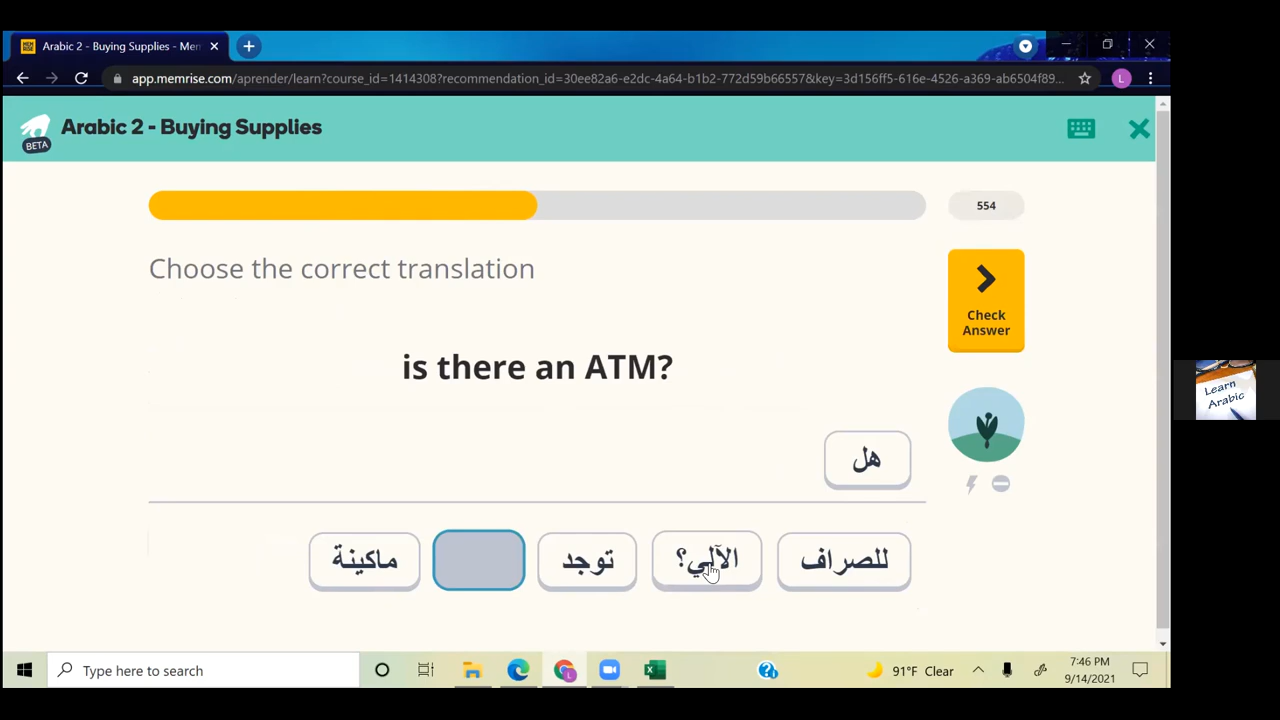 Arabic 2 - Buying Supplies - Mem
app.memrise.com/aprender/learn?course_id=1414308?recommendation_id=30ee82a6-e2dc-4a64-b1b2-772d59b66557&key=3d156ff5-616e-4526-a369-ab6504f89...
L
BETA
Arabic 2 - Buying Supplies
554
Choose the correct translation
Check
Answer
is there an ATM?
Learn
Arabic
هل
للصراف
الآلي؟
توجد
ماكينة
Type here to search
91°F Clear
7:46 PM
9/14/2021